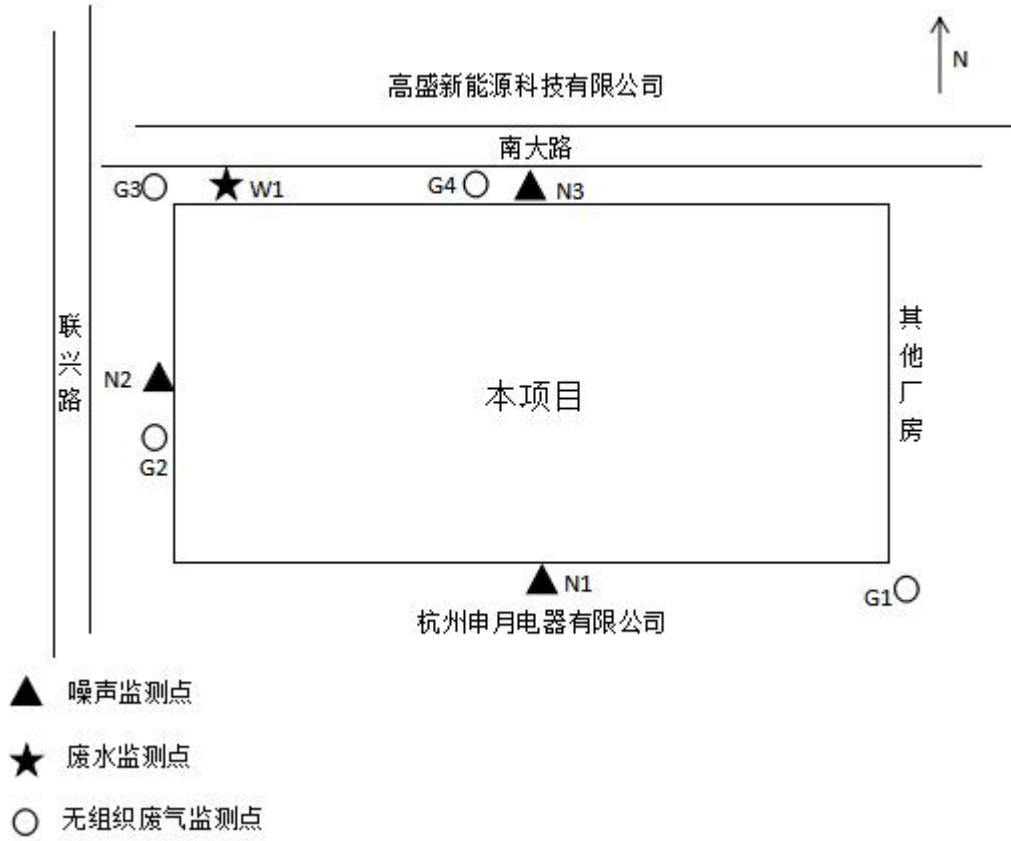 N
高盛新能源科技有限公司
南大路
G3
W1
G4
N3
联兴路
其他厂房
N2
本项目
G2
N1
G1
杭州申月电器有限公司
噪声监测点
废水监测点
无组织废气监测点